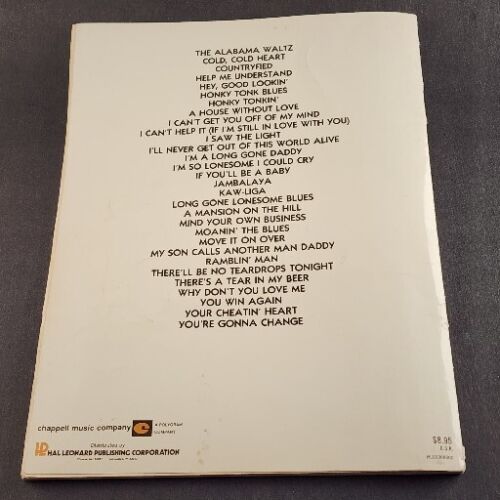 THE ALABAMA WALTZ
COLD, COLD HEART
COUNTRYFIED
HELP ME UNDERSTAND
HEY, GOOD LOOKIN'
HONKY TONK BLUES
HONKY TONKIN'
A HOUSE WITHOUT LOVE
I CAN'T GET YOU OFF OF MY MIND
I CAN'T HELP IT (IF I'M STILL IN LOVE WITH YOU)
I SAW THE LIGHT
I'LL NEVER GET OUT OF THIS WORLD ALIVE
I'M A LONG GONE DADDY
I'M SO LONESOME I COULD CRY
IF YOU'LL BE A BABY
JAMBALAYA
KAW-LIGA
LONG GONE LONESOME BLUES
A MANSION ON THE HILL
MIND YOUR OWN BUSINESS
MOANIN' THE BLUES
MOVE IT ON OVER
MY SON CALLS ANOTHER MAN DADDY
RAMBLIN' MAN
THERE'LL BE NO TEARDROPS TONIGHT
THERE'S A TEAR IN MY BEER
WHY DON'T YOU LOVE ME
YOU WIN AGAIN
YOUR CHEATIN' HEART
YOU'RE GONNA CHANGE
chappell music company
A POLYGRAM
COMPANY
Distributed by
HAL LEONARD PUBLISHING CORPORATION
$8.95
U.S.A.